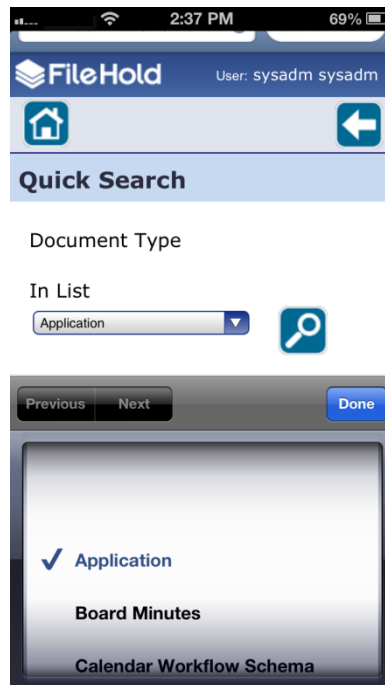 2:37 PM 69%
FileHold User: sysadm sysadm
Quick Search
Document Type
In List
Application
Previous Next Done
Application
Board Minutes
Calendar Workflow Schema